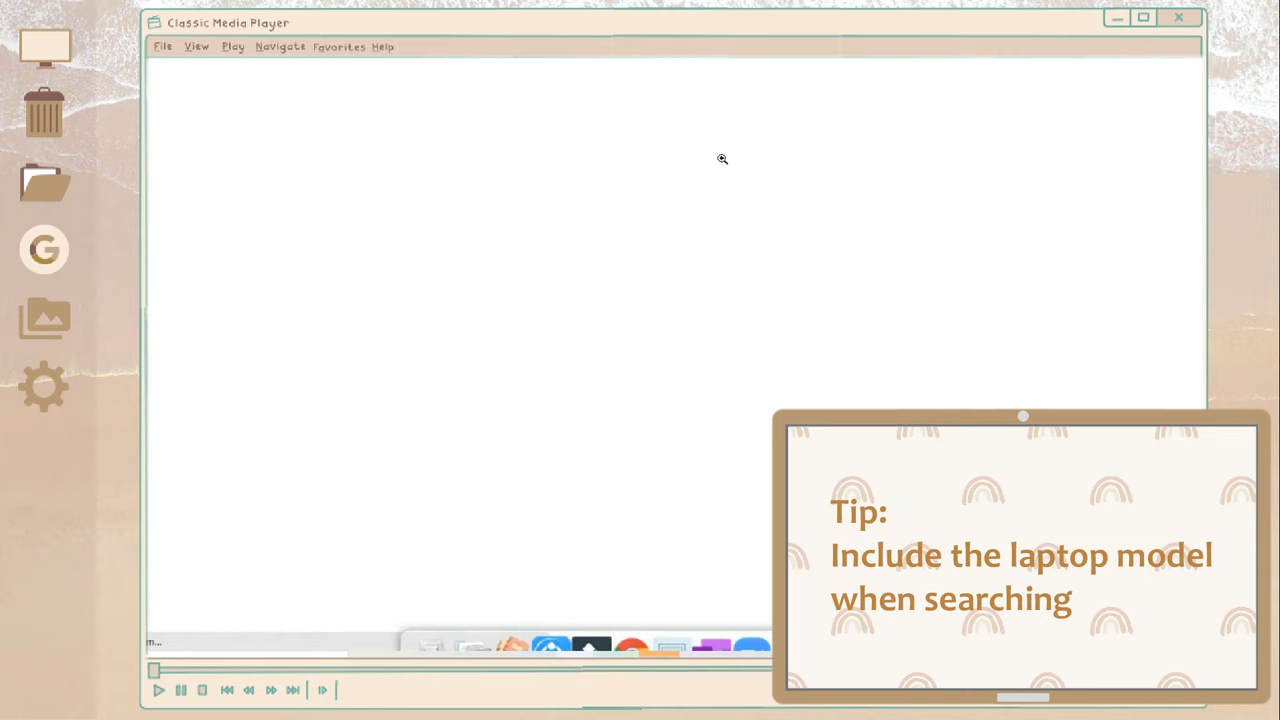 Classic Media Player
File View Play Navigate Favorites Help
G
Tip:
Include the laptop model
when searching
m...